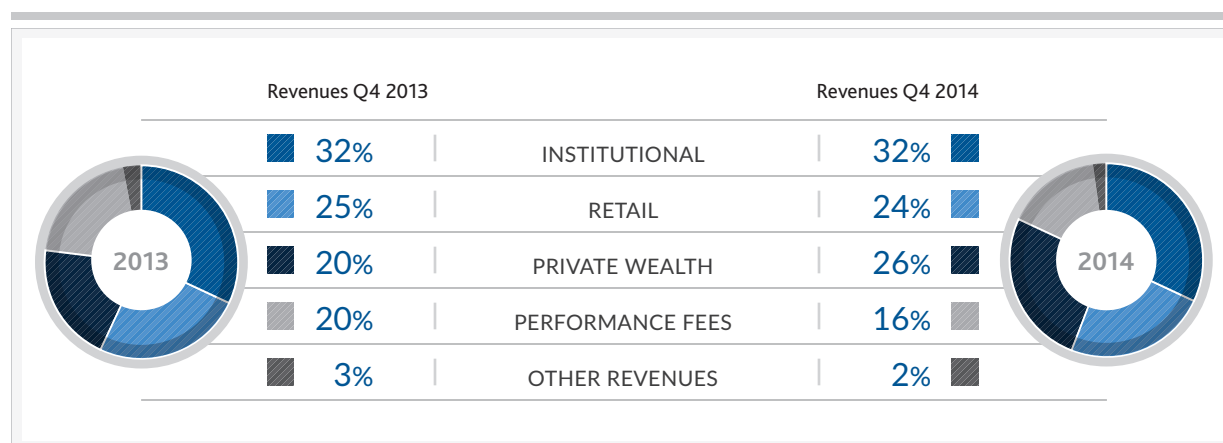 Revenues Q4 2013 Revenues Q4 2014
32% INSTITUTIONAL 32%
25% RETAIL 24%
2013 20% PRIVATE WEALTH 26% 2014
20% PERFORMANCE FEES 16%
3% OTHER REVENUES 2%